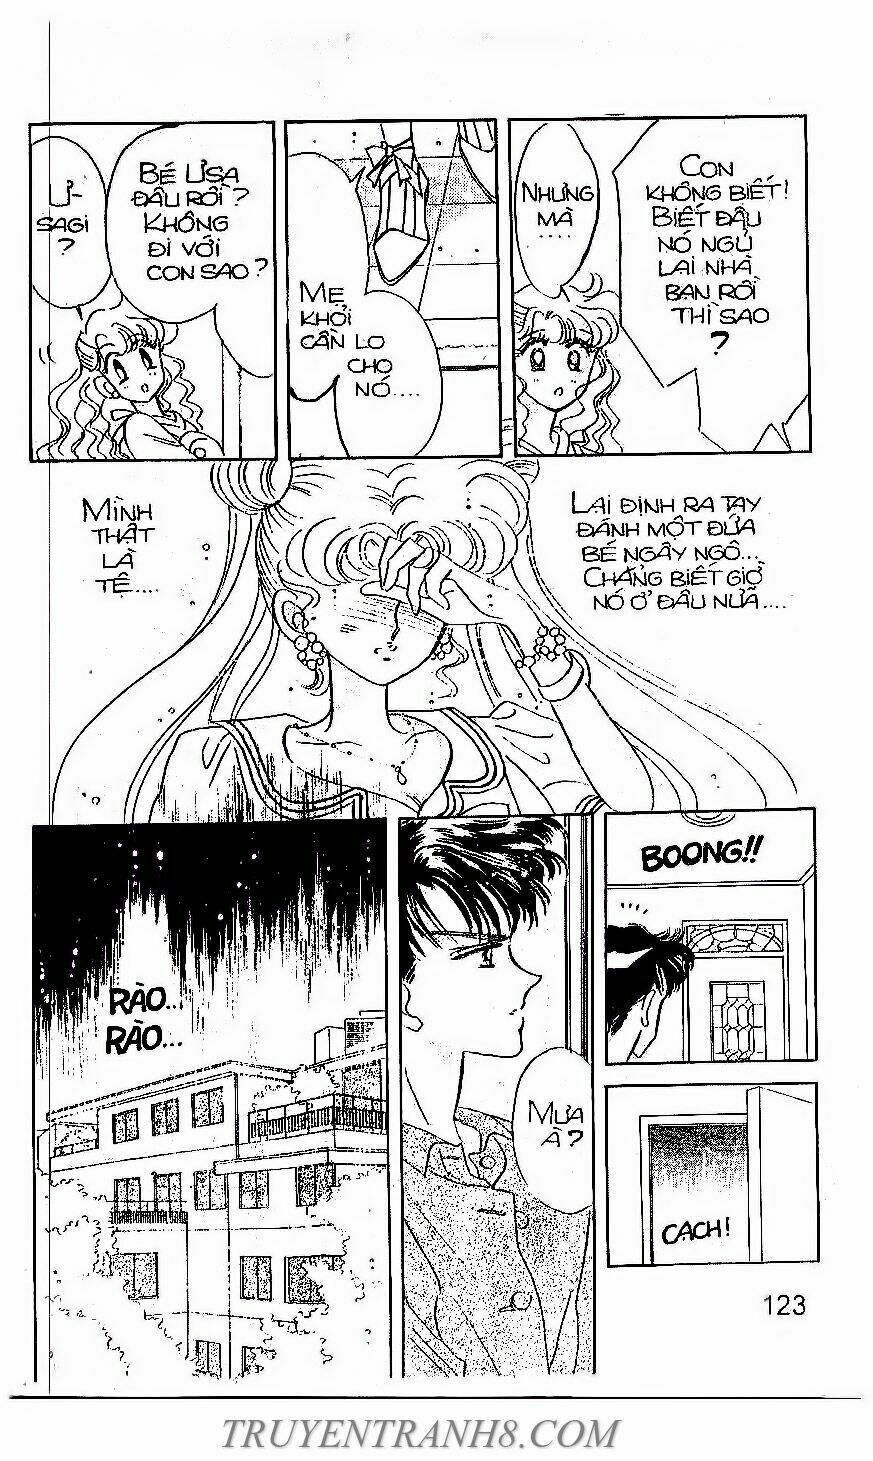 Ư-
SAGI
?
BÉ ƯSA
ĐÂU RỒI?
KHÔNG
ĐI VỚI
CON SAO?
MẸ
KHỎI
CẦN LO
CHO
NÓ....
NHƯNG
MÀ
....
CON
KHÔNG BIẾT!
BIẾT ĐÂU
NÓ NGỦ
LẠI NHÀ
BẠN RỒI
THÌ SAO
?
MÌNH
THẬT
LÀ
TỆ....
LẠI ĐỊNH RA TAY
ĐÁNH MỘT ĐỨA
BÉ NGÂY NGÔ...
CHẲNG BIẾT GIỜ
NÓ Ở ĐÂU NỮA....
RÀO...
RÀO...
MƯA
À?
BOONG!!
CẠCH!
123
TRUYENTRANH8.COM